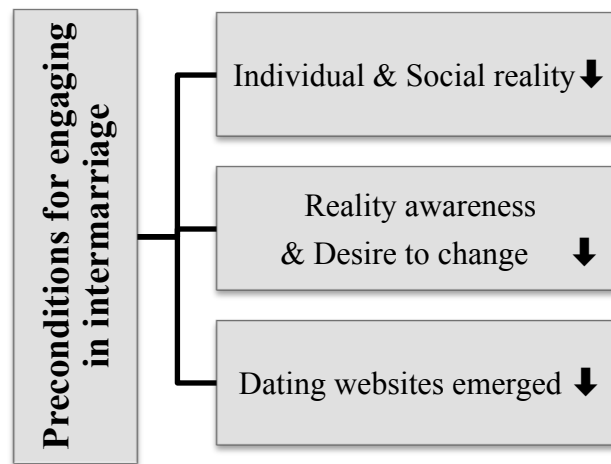 Preconditions for engaging
in intermarriage
Individual & Social reality
Reality awareness
& Desire to change
Dating websites emerged